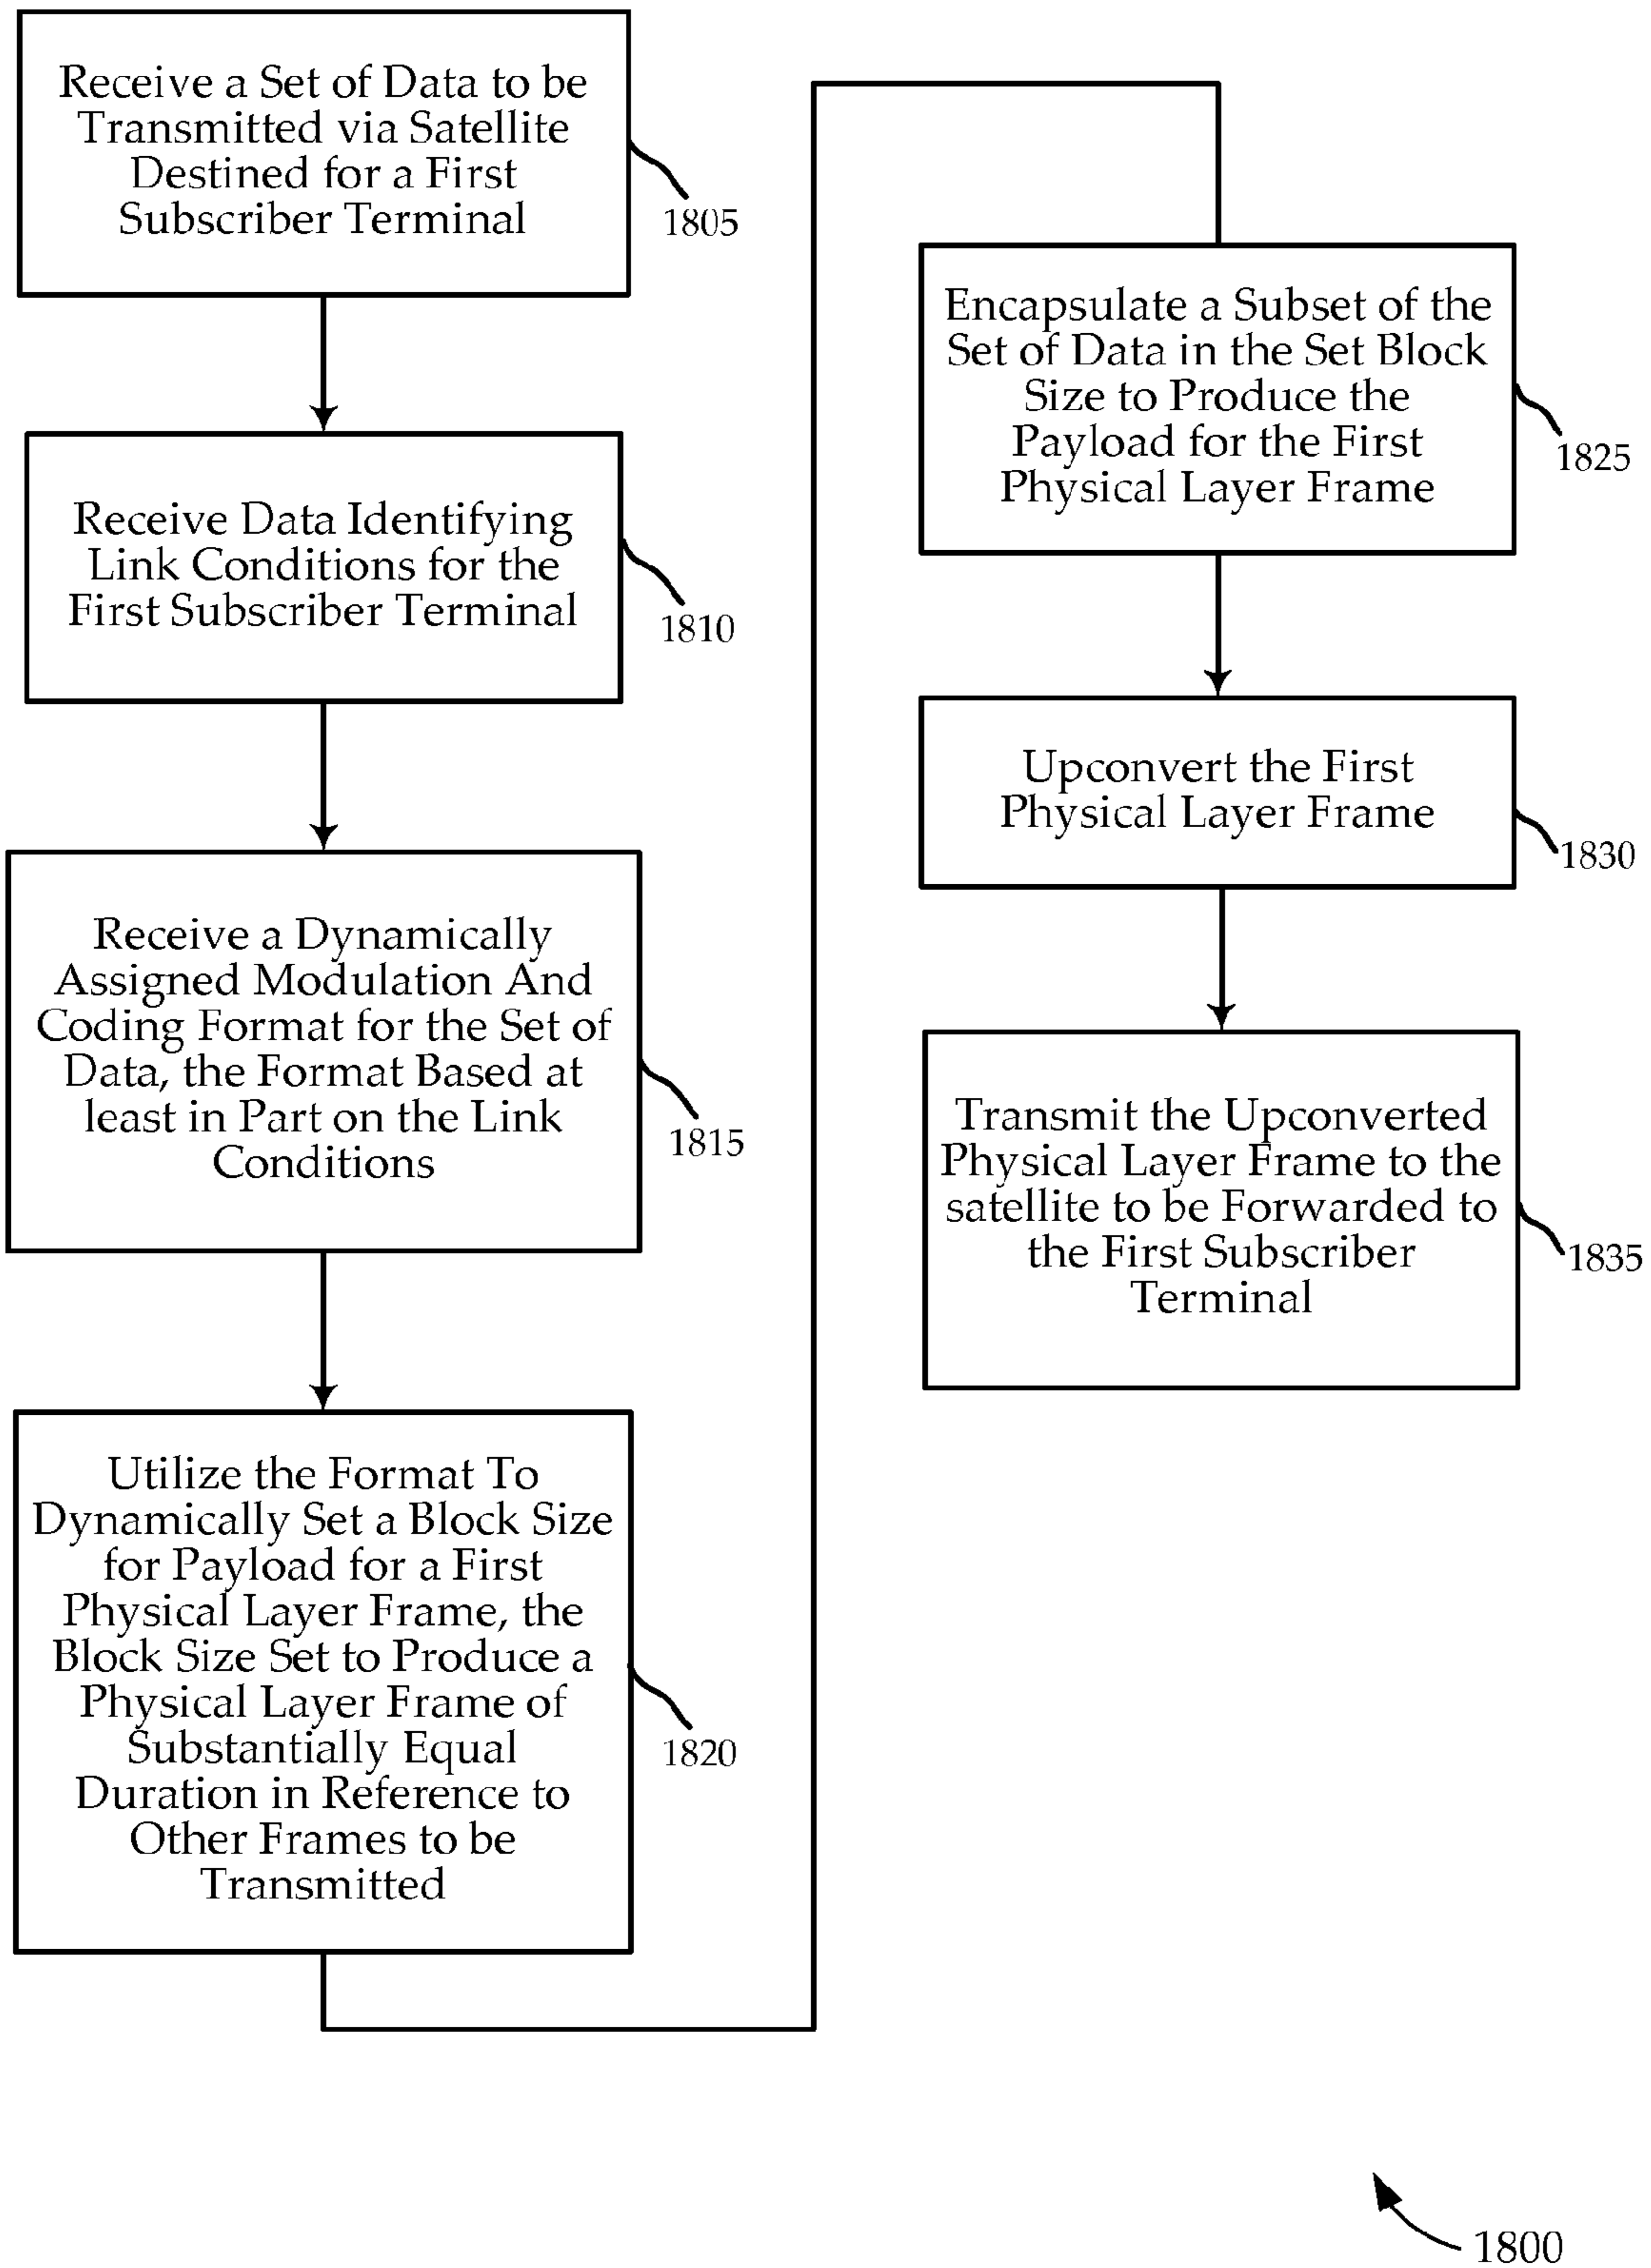 Receive a Set of Data to be
Transmitted via Satellite
Destined for a First
Subscriber Terminal
1805
Receive Data Identifying
Link Conditions for the
First Subscriber Terminal
1810
Receive a Dynamically
Assigned Modulation And
Coding Format for the Set of
Data, the Format Based at
least in Part on the Link
Conditions
1815
Utilize the Format To
Dynamically Set a Block Size
for Payload for a First
Physical Layer Frame, the
Block Size Set to Produce a
Physical Layer Frame of
Substantially Equal
Duration in Reference to
Other Frames to be
Transmitted
1820
Encapsulate a Subset of the
Set of Data in the Set Block
Size to Produce the
Payload for the First
Physical Layer Frame
1825
Upconvert the First
Physical Layer Frame
1830
Transmit the Upconverted
Physical Layer Frame to the
satellite to be Forwarded to
the First Subscriber
Terminal
1835
1800